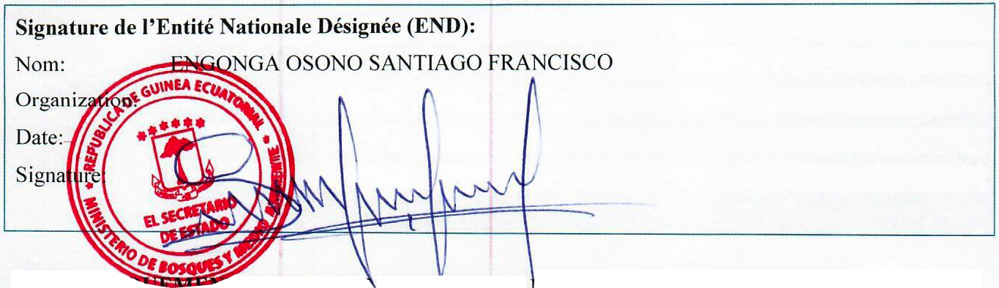 Signature de l'Entité Nationale Désignée (END):
Nom: ENGONGA OSONO SANTIAGO FRANCISCO
Organization:
Date:
Signature:
* REPUBLICA DE GUINEA ECUATORIAL *
MINISTERIO DE BOSQUES Y MEDIO AMBIENTE
EL SECRETARIO
DE ESTADO